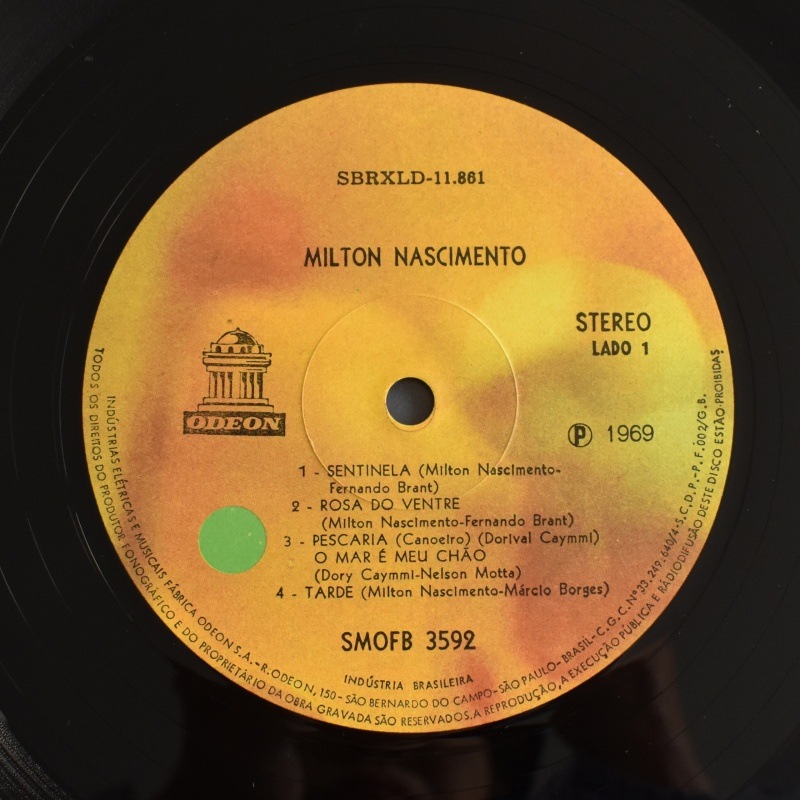 SBRXLD-11.861
MILTON NASCIMENTO
STEREO
LADO 1
ODEON
Ⓟ 1969
1 - SENTINELA (Milton Nascimento-
Fernando Brant)
2 - ROSA DO VENTRE
(Milton Nascimento-Fernando Brant)
3 - PESCARIA (Canoeiro) (Dorival Caymmi)
O MAR É MEU CHÃO
(Dory Caymmi-Nelson Motta)
4 - TARDE (Milton Nascimento-Márcio Borges)
SMOFB 3592
INDÚSTRIA BRASILEIRA
INDÚSTRIAS ELÉTRICAS E MUSICAIS FÁBRICA ODEON S.A.-R.ODEON, 150-SÃO BERNARDO DO CAMPO-SÃO PAULO-BRASIL-C.G.C. Nº 33.249.640/4-S.C.D.P.-P.F.002/G.B.
TODOS OS DIREITOS DO PRODUTOR FONOGRÁFICO E DO PROPRIETÁRIO DA OBRA GRAVADA SÃO RESERVADOS. A REPRODUÇÃO, A EXECUÇÃO PÚBLICA E RÁDIODIFUSÃO DESTE DISCO ESTÃO PROIBIDAS